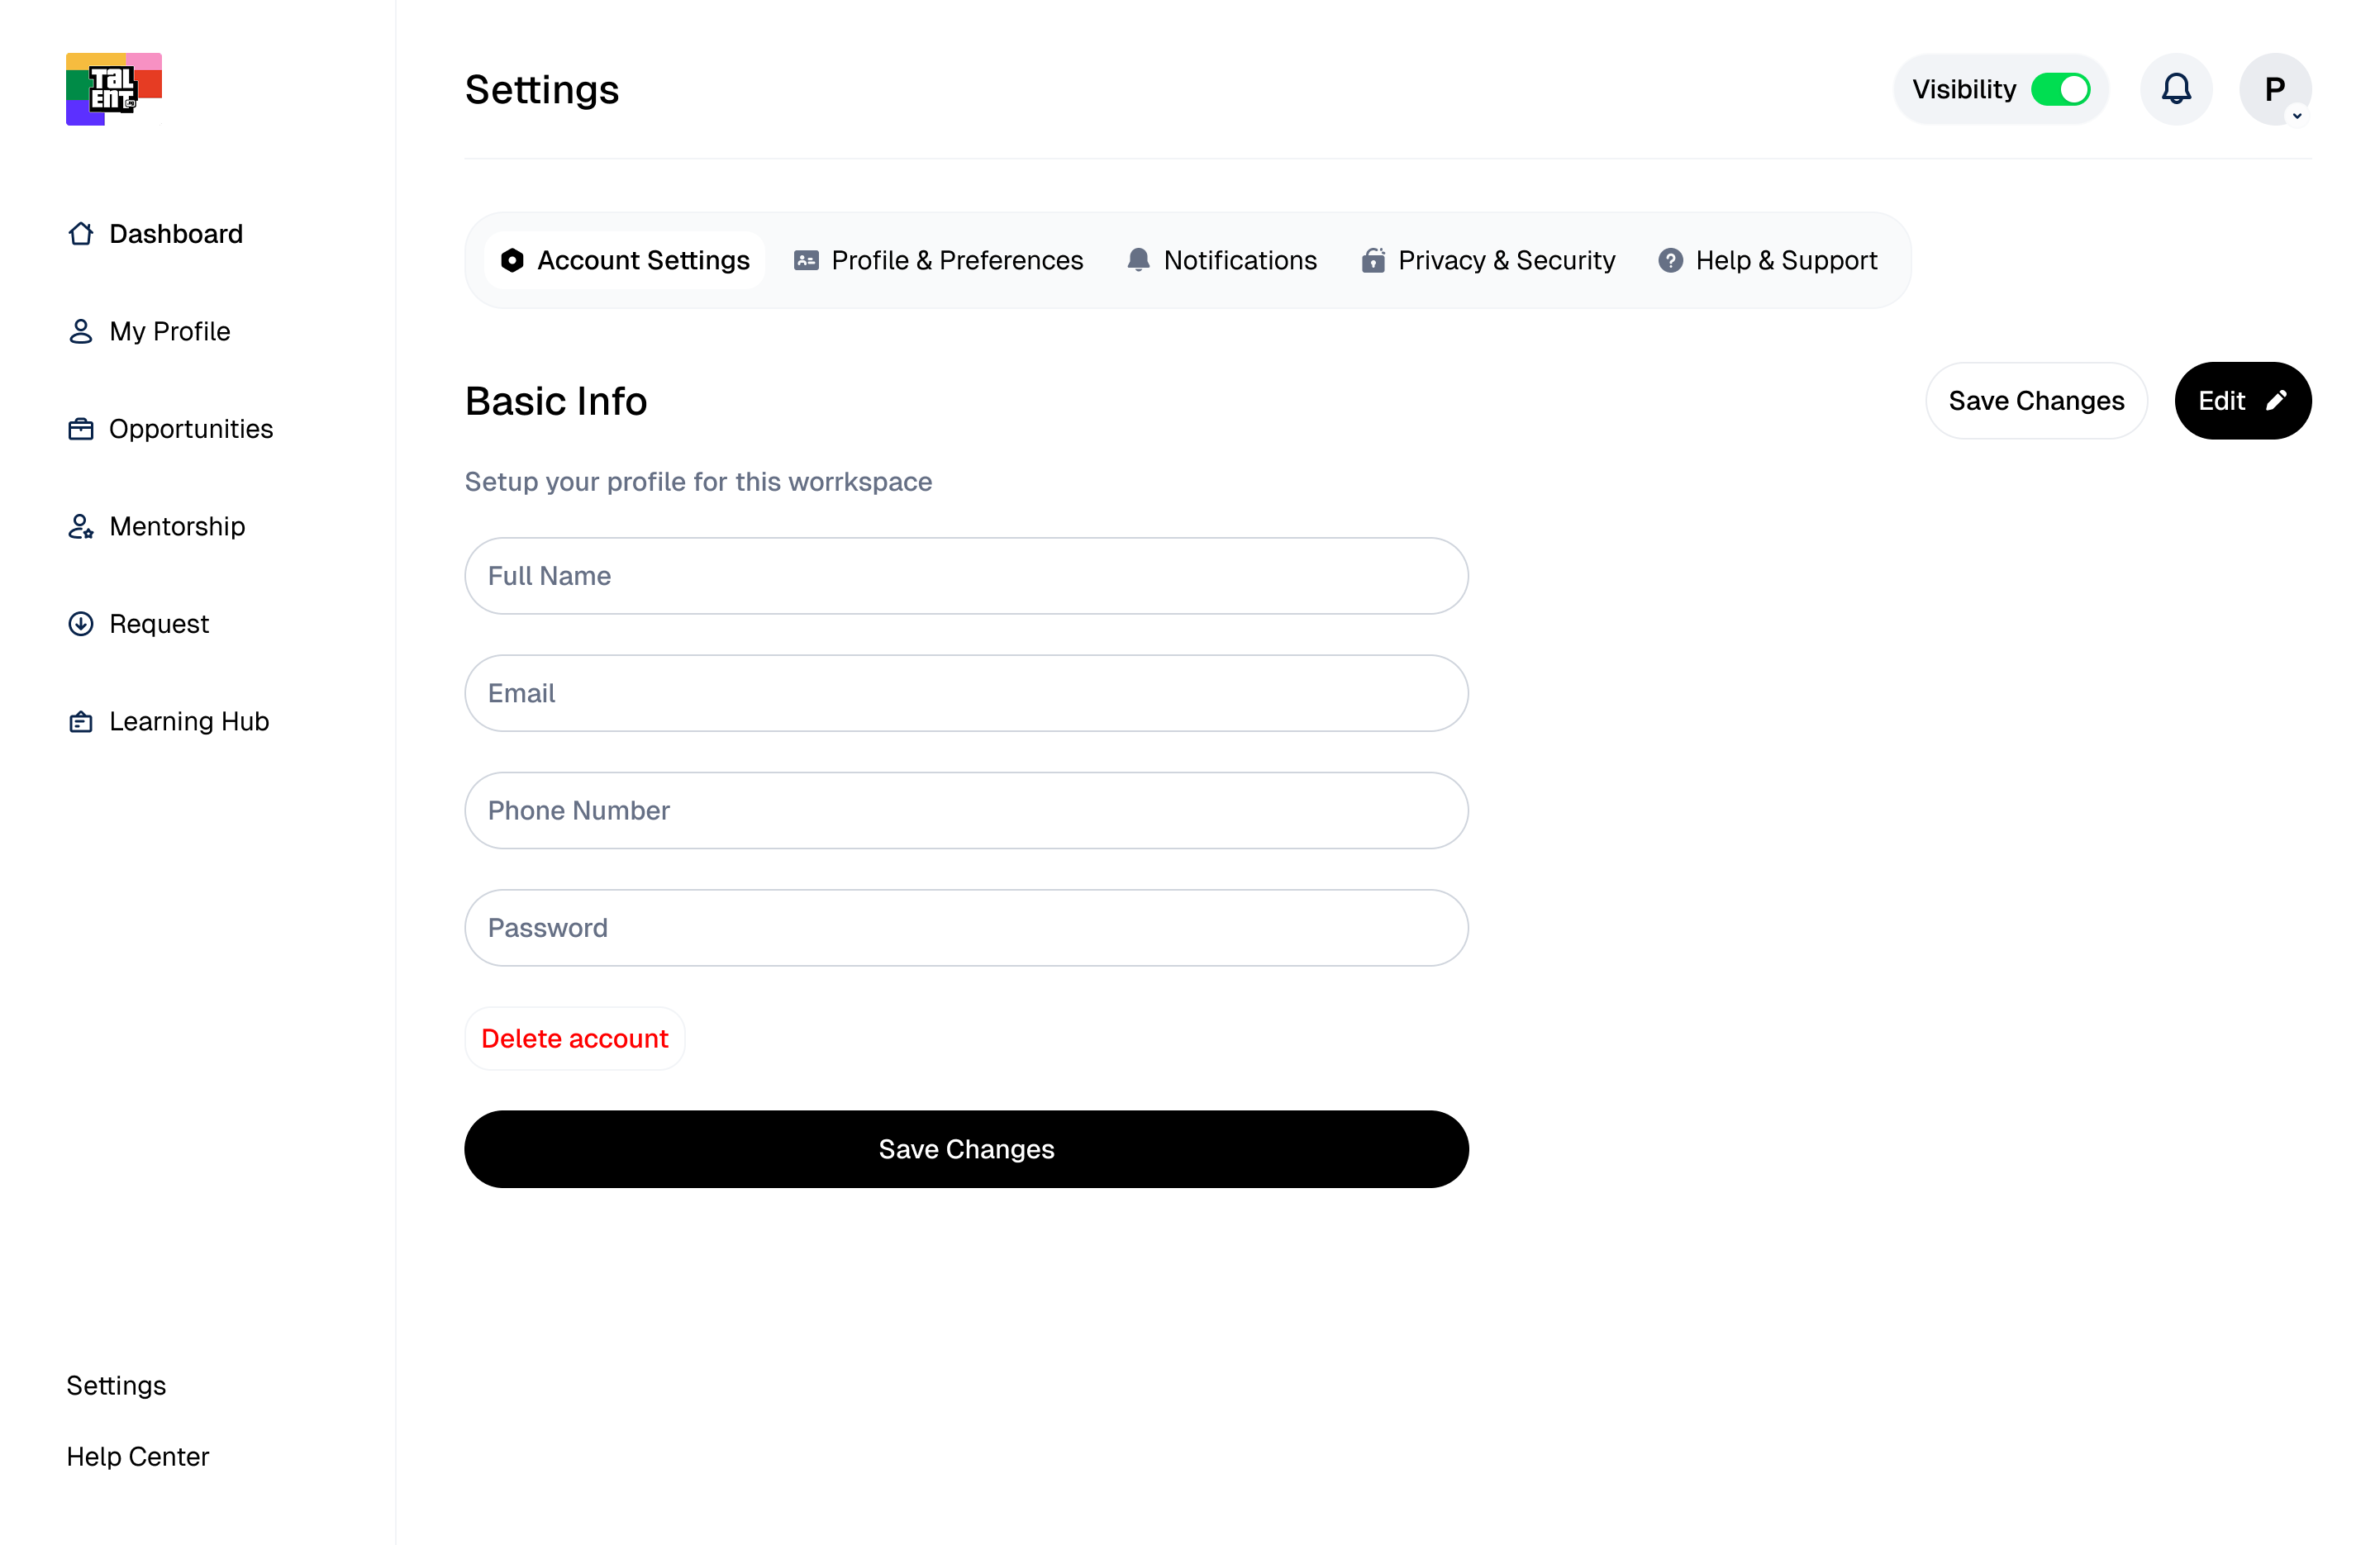 TaL
ENT
Settings
Visibility
P
Dashboard
My Profile
Opportunities
Mentorship
Request
Learning Hub
Settings
Help Center
Account Settings
Profile & Preferences
Notifications
Privacy & Security
? Help & Support
Basic Info
Save Changes
Edit
Setup your profile for this worrkspace
Full Name
Email
Phone Number
Password
Delete account
Save Changes